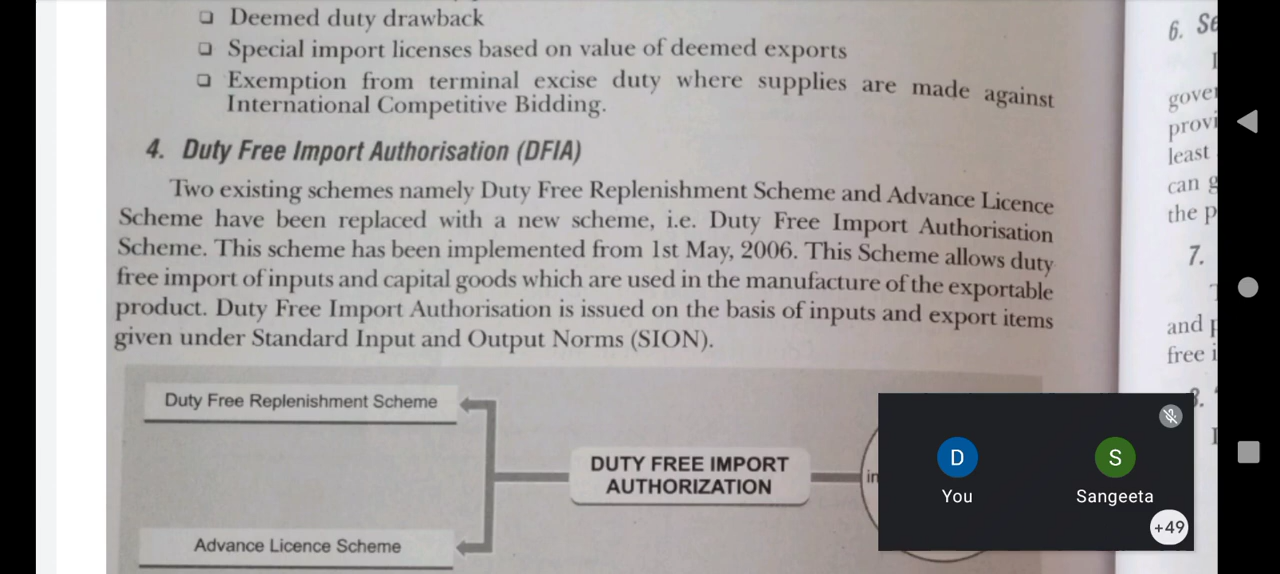 Deemed duty drawback
Special import licenses based on value of deemed exports
Exemption from terminal excise duty where supplies are made against
International Competitive Bidding.
4. Duty Free Import Authorisation (DFIA)
Two existing schemes namely Duty Free Replenishment Scheme and Advance Licence
Scheme have been replaced with a new scheme, i.e. Duty Free Import Authorisation
Scheme. This scheme has been implemented from 1st May, 2006. This Scheme allows duty
free import of inputs and capital goods which are used in the manufacture of the exportable
product. Duty Free Import Authorisation is issued on the basis of inputs and export items
given under Standard Input and Output Norms (SION).
Duty Free Replenishment Scheme
DUTY FREE IMPORT
AUTHORIZATION
in
Advance Licence Scheme
6. Se
gover
provi
least
can g
the p
7.
and p
free i
8.
D
You
S
Sangeeta
+49